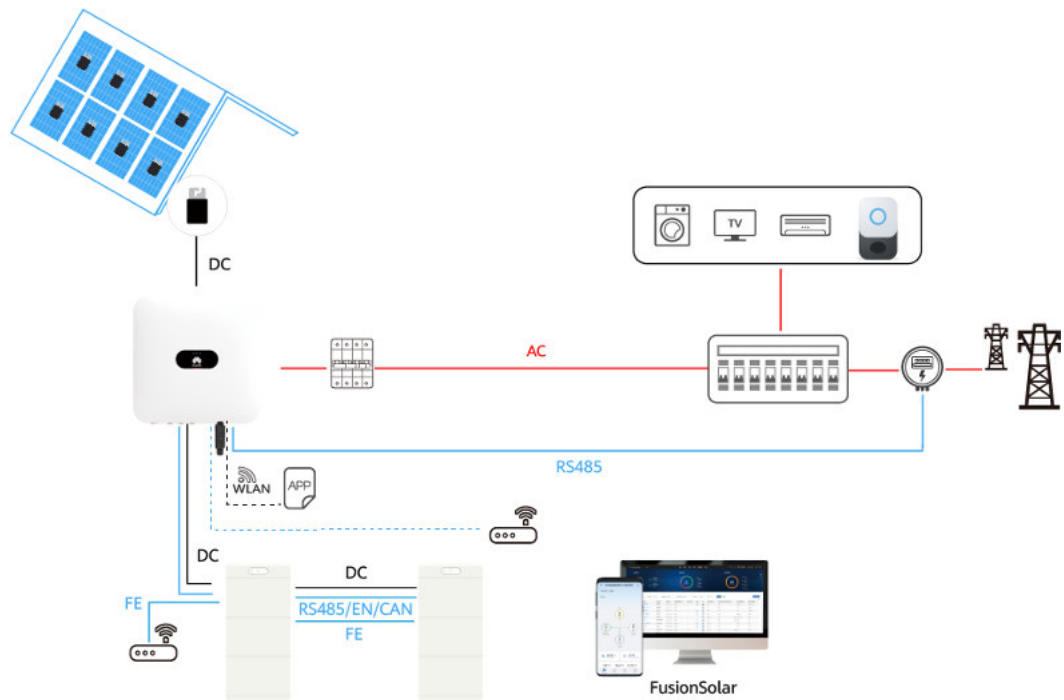 DC
TV
AC
RS485
WLAN
APP
DC
DC
RS485/EN/CAN
FE
FE
FusionSolar